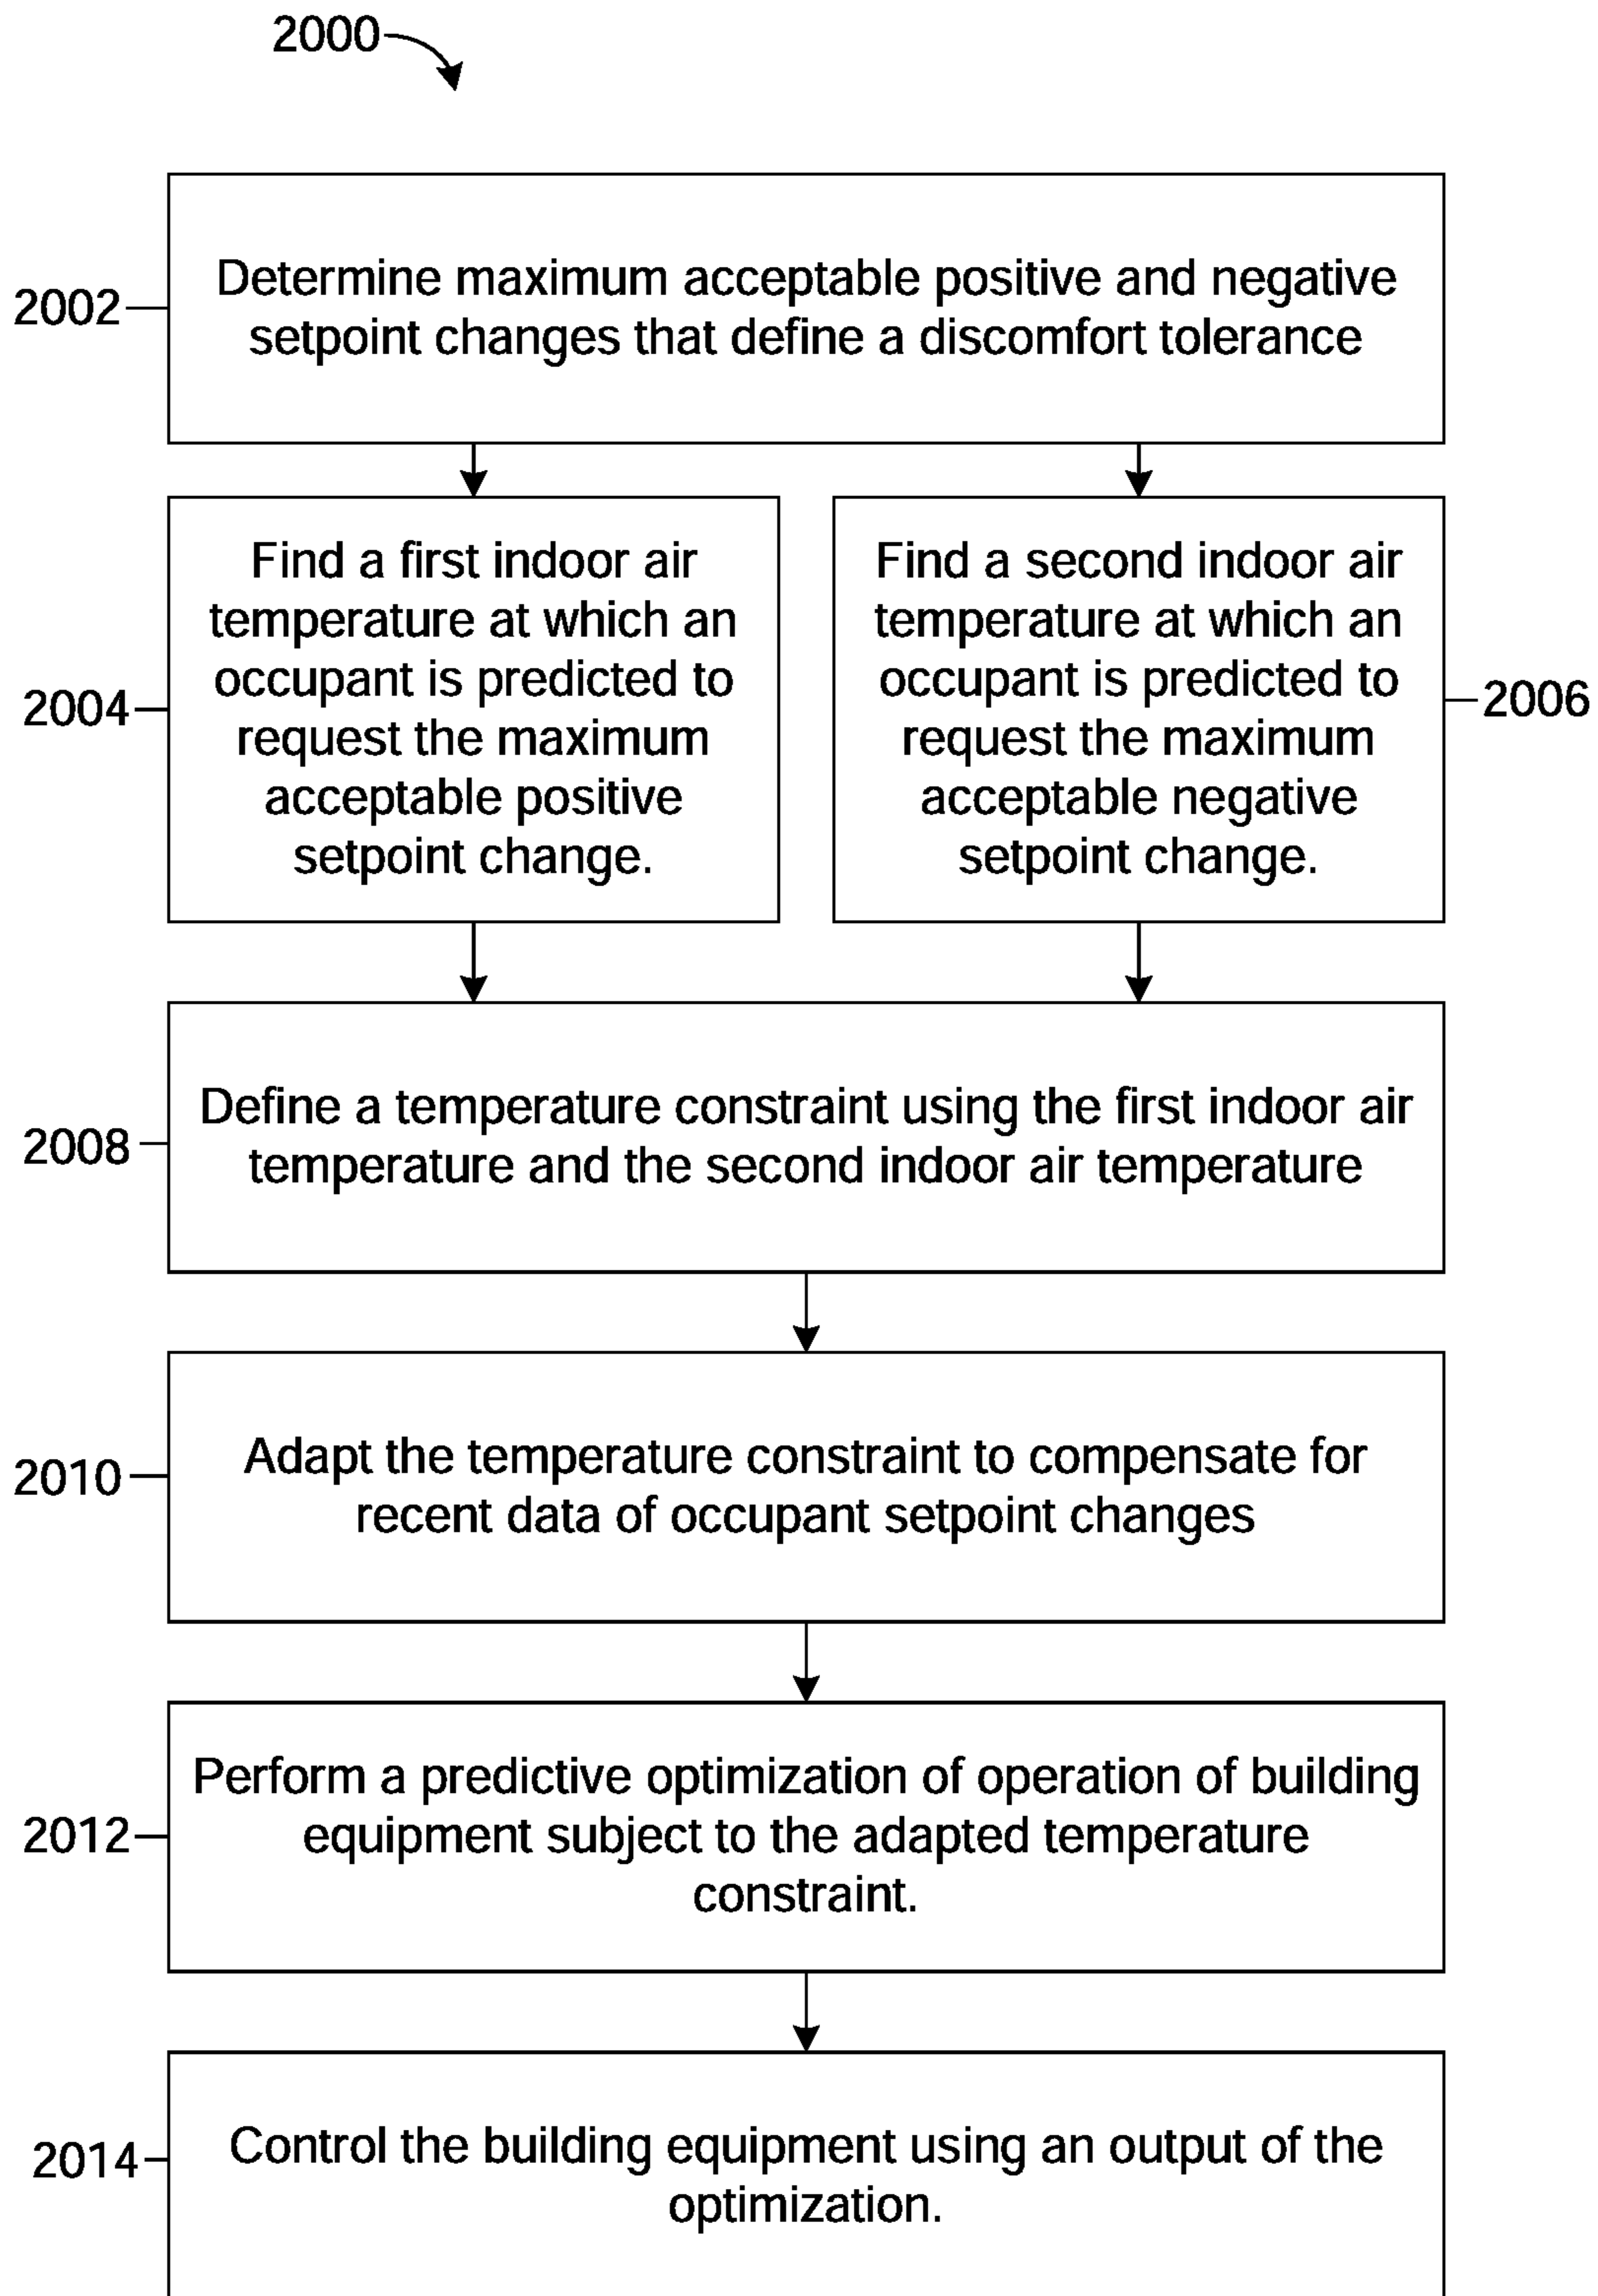 2000
2002
Determine maximum acceptable positive and negative
setpoint changes that define a discomfort tolerance
2004
Find a first indoor air
temperature at which an
occupant is predicted to
request the maximum
acceptable positive
setpoint change.
Find a second indoor air
temperature at which an
occupant is predicted to
request the maximum
acceptable negative
setpoint change.
2006
2008
Define a temperature constraint using the first indoor air
temperature and the second indoor air temperature
2010
Adapt the temperature constraint to compensate for
recent data of occupant setpoint changes
2012
Perform a predictive optimization of operation of building
equipment subject to the adapted temperature
constraint.
2014
Control the building equipment using an output of the
optimization.